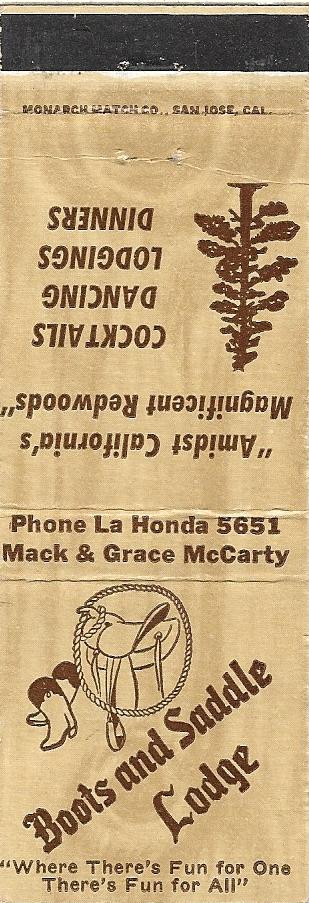 MONARCH MATCH CO., SAN JOSE, CAL.
"Amidst California's
Magnificent Redwoods"
COCKTAILS
DANCING
LODGINGS
DINNERS
Phone La Honda 5651
Mack & Grace McCarty
Boots and Saddle
Lodge
"Where There's Fun for One
There's Fun for All"